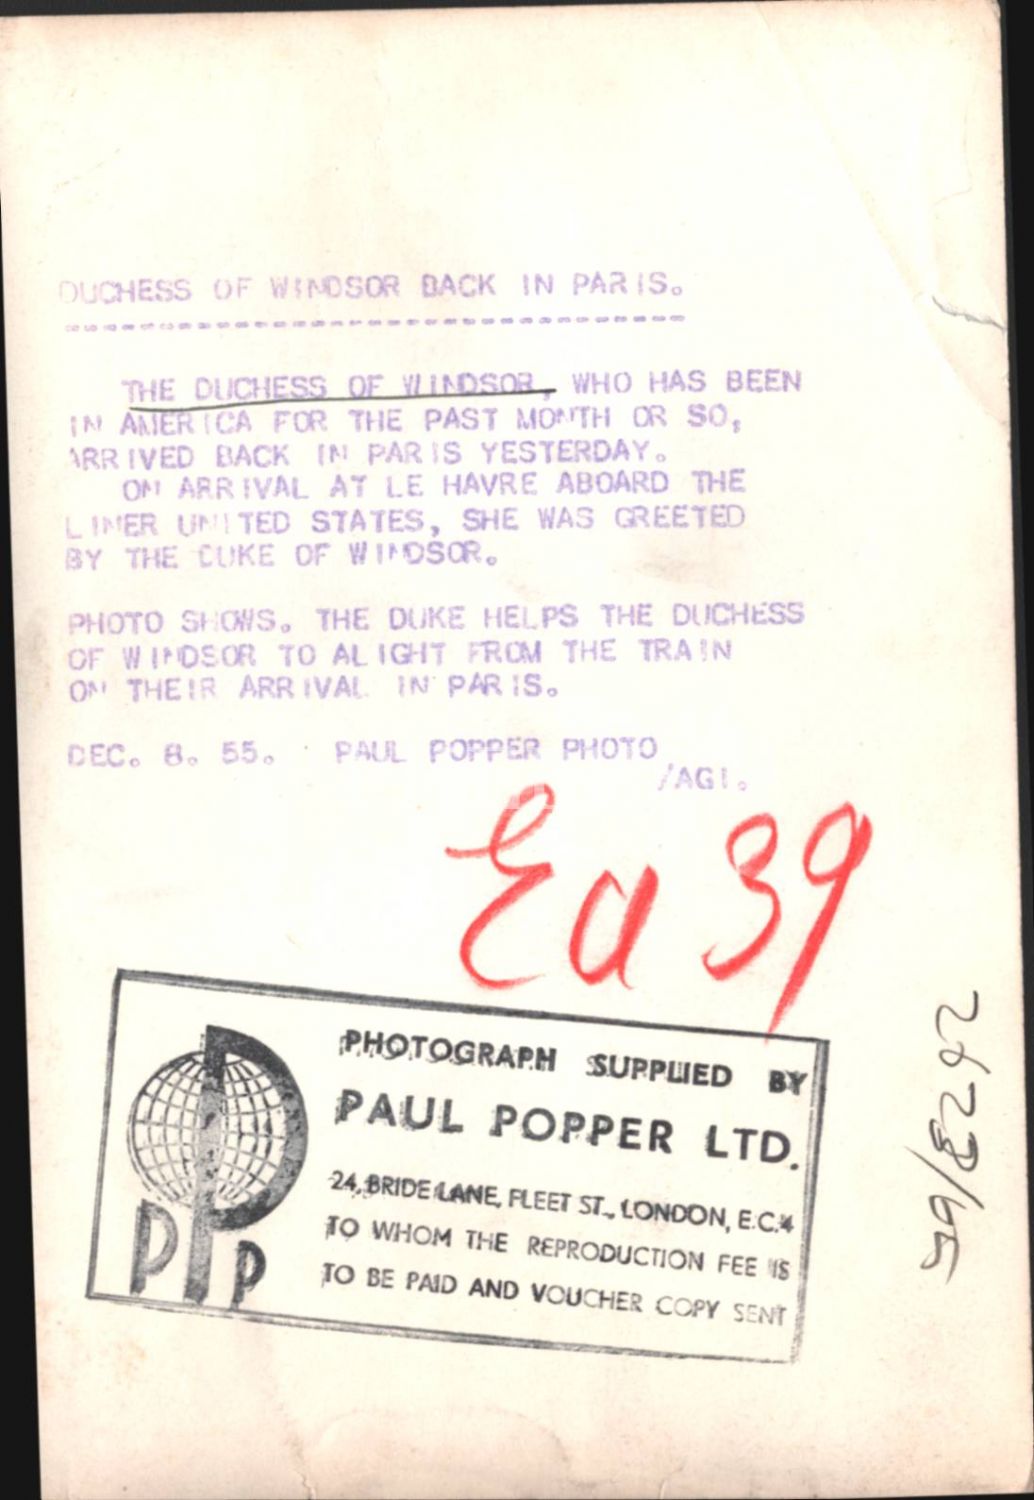 DUCHESS OF WINDSOR BACK IN PARIS.
THE DUCHESS OF WINDSOR, WHO HAS BEEN
IN AMERICA FOR THE PAST MONTH OR SO,
ARRIVED BACK IN PARIS YESTERDAY.
ON ARRIVAL AT LE HAVRE ABOARD THE
LINER UNITED STATES, SHE WAS GREETED
BY THE DUKE OF WINDSOR.
PHOTO SHOWS. THE DUKE HELPS THE DUCHESS
OF WINDSOR TO ALIGHT FROM THE TRAIN
ON THEIR ARRIVAL IN PARIS.
DEC. 8. 55. PAUL POPPER PHOTO
/AGI.
Ea 39
PHOTOGRAPH SUPPLIED BY
PAUL POPPER LTD.
24, BRIDE LANE, FLEET ST., LONDON, E.C.4
TO WHOM THE REPRODUCTION FEE IS
TO BE PAID AND VOUCHER COPY SENT
PPP